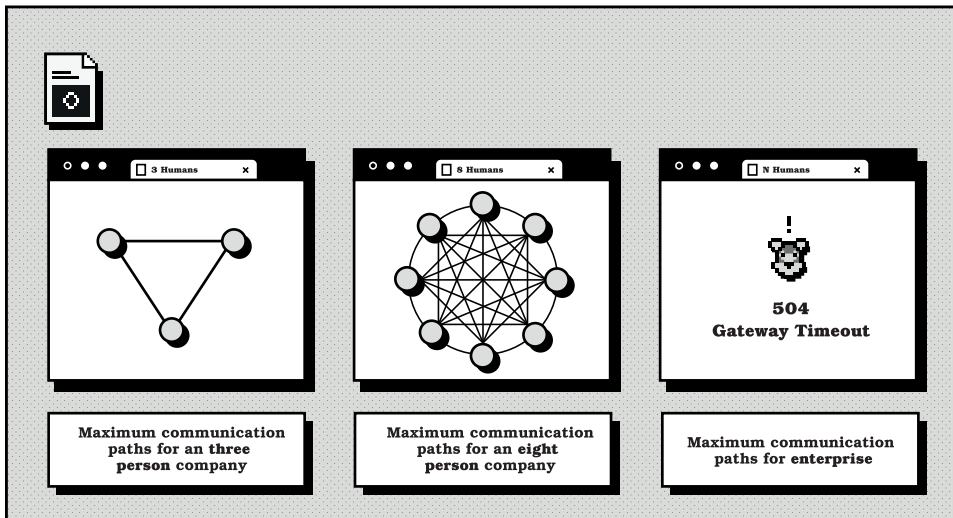 3 Humans
8 Humans
N Humans
!
504
Gateway Timeout
Maximum communication
paths for an three
person company
Maximum communication
paths for an eight
person company
Maximum communication
paths for enterprise